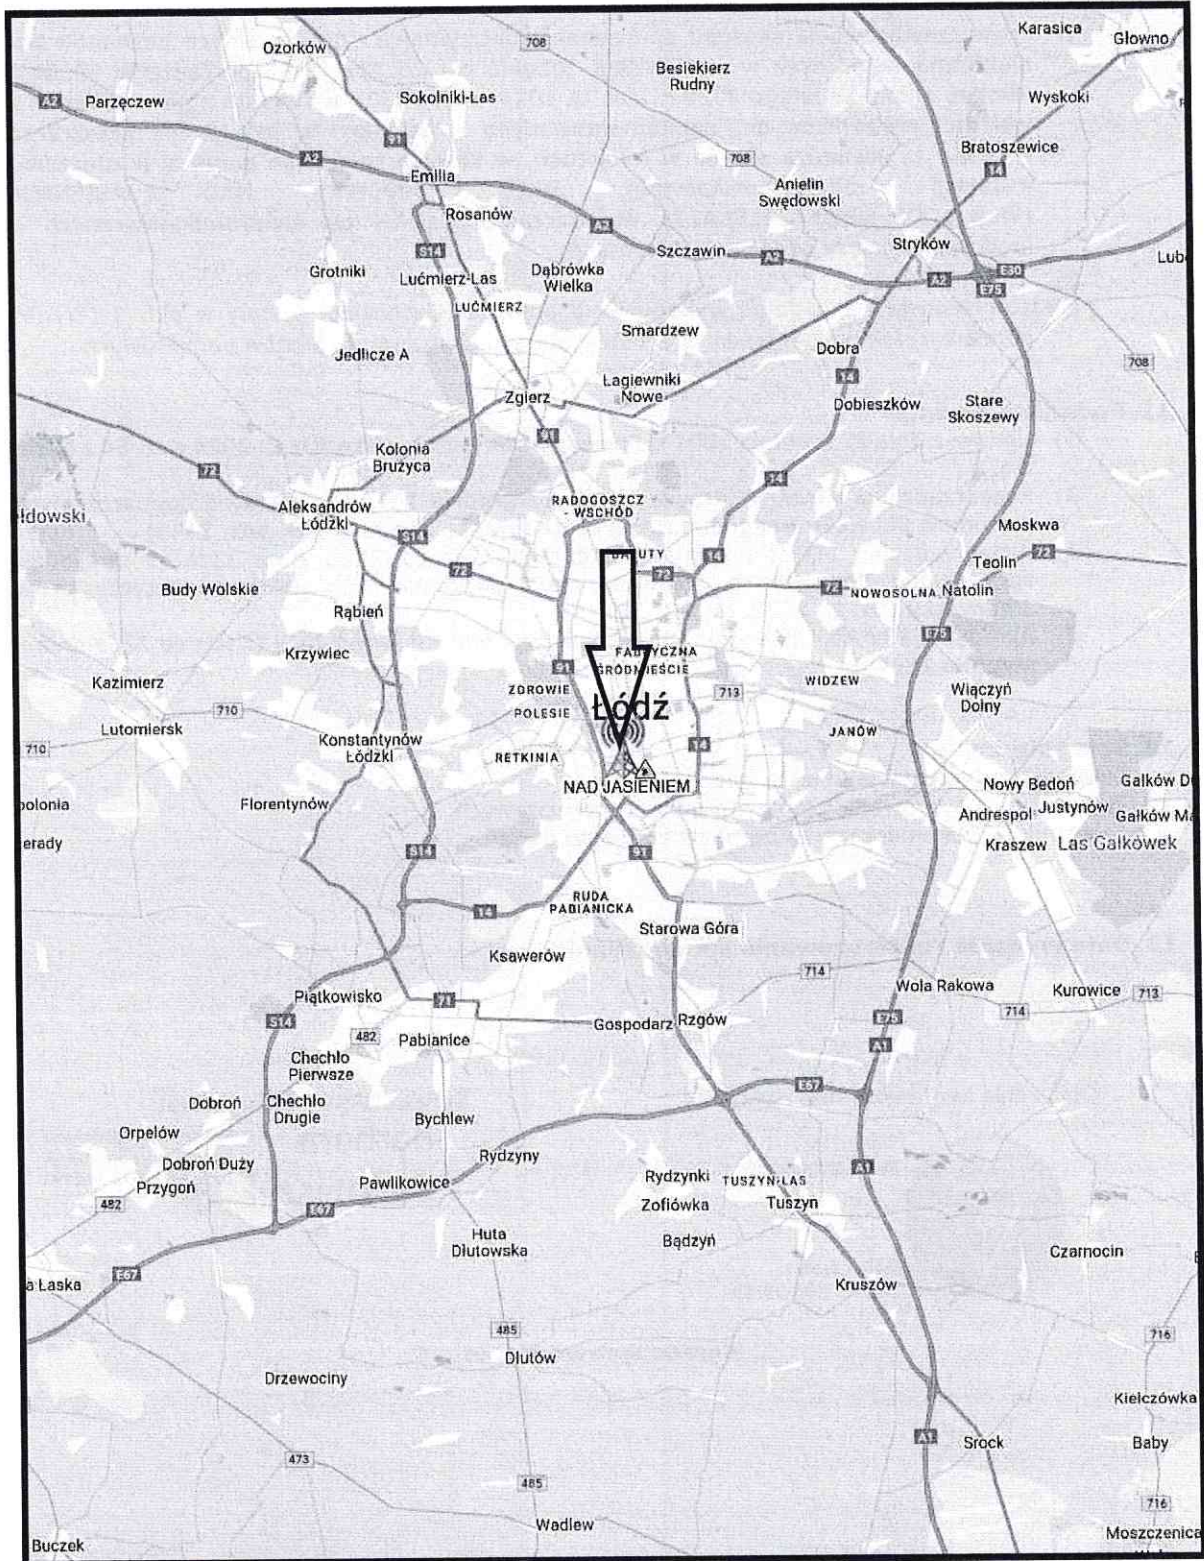 Karasica
Głowno
Ozorków
708
Besiekierz
Rudny
A2
Parzęczew
Sokolniki-Las
Wyskoki
91
Bratoszewice
A2
708
14
Emilia
Anielin
Swędowski
Rosanów
A2
Stryków
S14
Szczawin
A2
Grotniki
Lućmierz-Las
Dąbrówka
Wielka
A2
E30
E75
LUĆMIERZ
Smardzew
Jedlicze A
Dobra
708
14
Łagiewniki
Nowe
Zgierz
Dobieszków
Stare
Skoszewy
91
Kolonia
Brużyca
72
14
RADOGOSZCZ
- WSCHÓD
Aleksandrów
Łódzki
Moskwa
S14
14
72
Teolin
72
72
Budy Wolskie
72
NOWOSOLNA
Natolin
Rąbień
E75
Krzywiec
91
Kazimierz
ZDROWIE
713
WIDZEW
Wiączyń
Dolny
710
POLESIE
Łódź
Lutomiersk
710
Konstantynów
Łódzki
14
JANÓW
RETKINIA
NAD JASIENIEM
Nowy Bedoń
Florentynów
Andrespol
Justynów
S14
91
Kraszew
Las Gałkówek
RUDA
PABIANICKA
14
Starowa Góra
Ksawerów
714
Piątkowisko
71
Wola Rakowa
Kurowice
713
714
S14
482
Pabianice
Gospodarz
Rzgów
E75
A1
Chechło
Pierwsze
E67
Dobroń
Chechło
Drugie
Bychlew
Orpelów
Rydzyny
Dobroń Duży
A1
Przygoń
Pawlikowice
Rydzynki
TUSZYN-LAS
482
E67
Zofiówka
Tuszyn
Huta
Dłutowska
Bądzyń
Czarnocin
E67
Kruszów
485
716
Dłutów
Drzewociny
Kiełczówka
A1
Srock
Baby
473
485
716
Wadlew
Moszczenica
Buczek